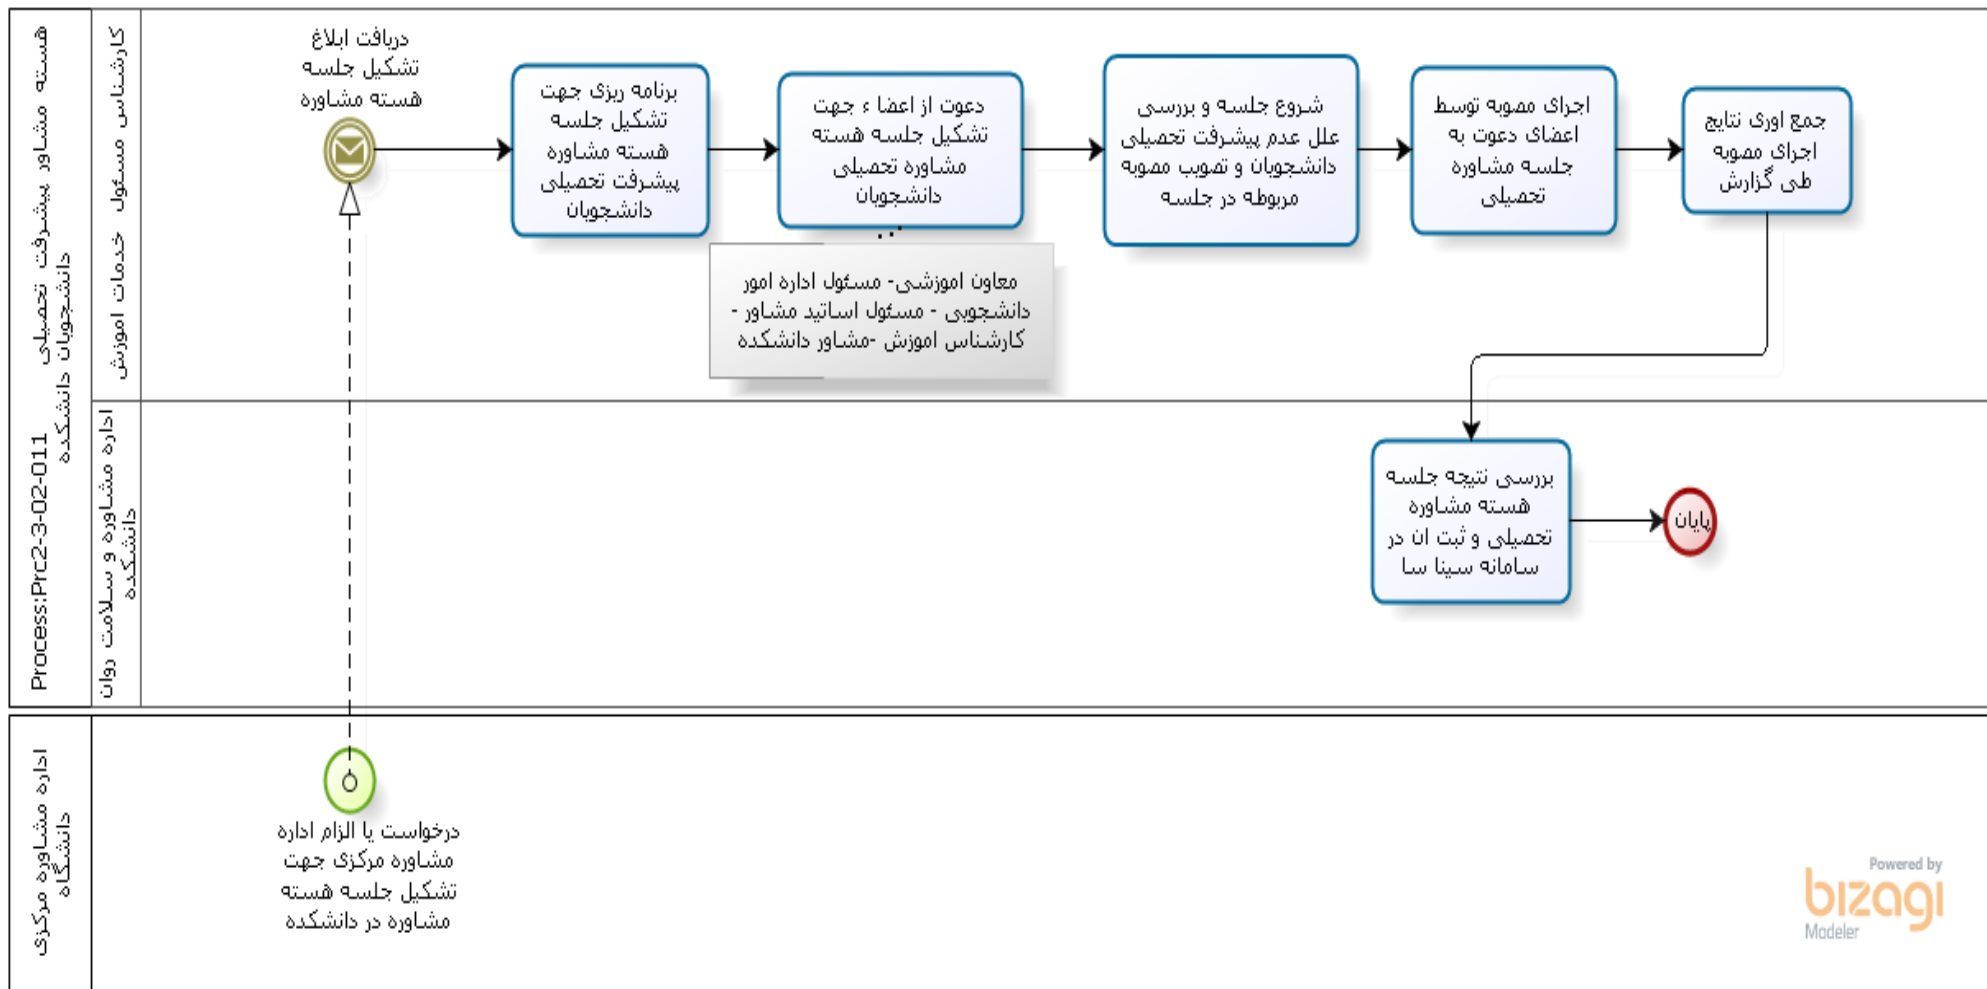 Process:Prc2-3-02-011 هسته مشاور پیشرفت تحصیلی
دانشجویان دانشکده
کارشناس مسئول خدمات اموزش
دریافت ابلاغ
تشکیل جلسه
هسته مشاوره
برنامه ریزی جهت
تشکیل جلسه
هسته مشاوره
پیشرفت تحصیلی
دانشجویان
دعوت از اعضا ء جهت
تشکیل جلسه هسته
مشاوره تحصیلی
دانشجویان
معاون اموزشی- مسئول اداره امور
دانشجویی - مسئول اساتید مشاور -
کارشناس اموزش -مشاور دانشکده
شروع جلسه و بررسی
علل عدم پیشرفت تحصیلی
دانشجویان و تصویب مصوبه
مربوطه در جلسه
اجرای مصوبه توسط
اعضای دعوت به
جلسه مشاوره
تحصیلی
جمع اوری نتایج
اجرای مصوبه
طی گزارش
اداره مشاوره و سلامت روان
دانشکده
بررسی نتیجه جلسه
هسته مشاوره
تحصیلی و ثبت ان در
سامانه سینا سا
پایان
اداره مشاوره مرکزی
دانشگاه
درخواست یا الزام اداره
مشاوره مرکزی جهت
تشکیل جلسه هسته
مشاوره در دانشکده
Powered by
bizagi
Modeler